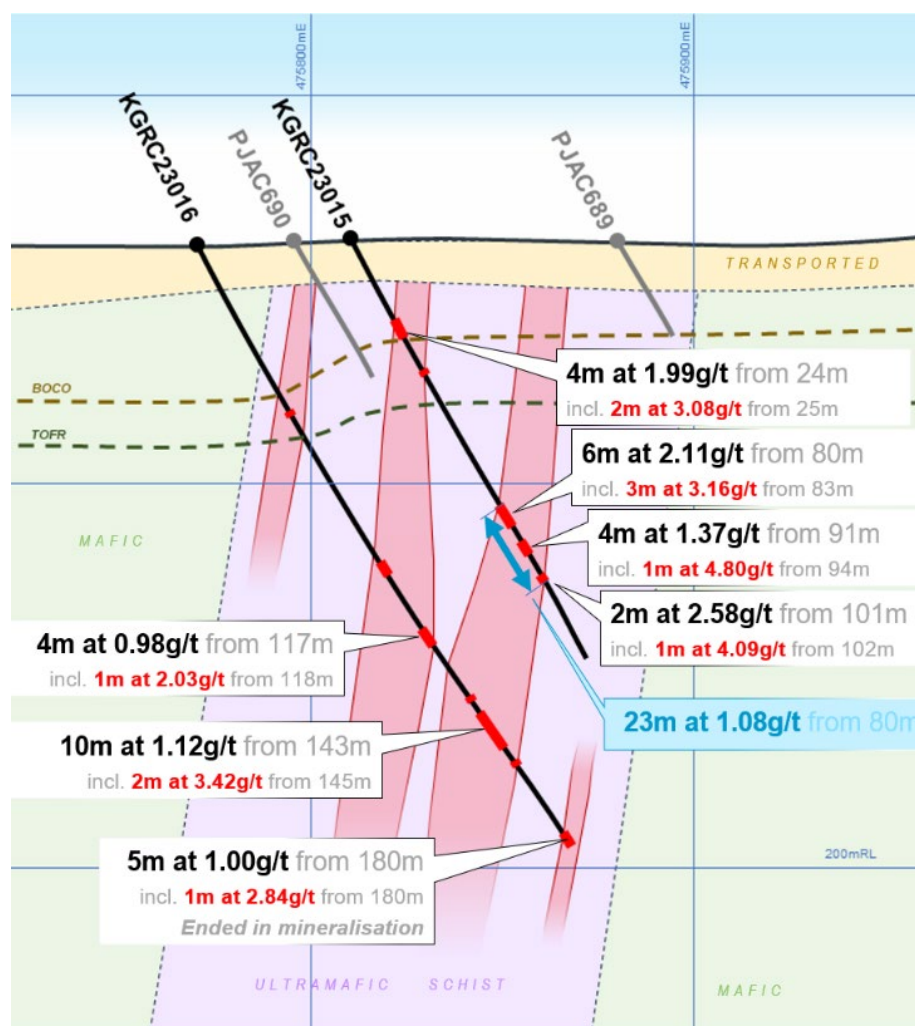 475800mE
475900mE
KGRC23016
PJAC690
KGRC23015
PJAC689
TRANSPORTED
BOCO
TOFR
4m at 1.99g/t from 24m
incl. 2m at 3.08g/t from 25m
6m at 2.11g/t from 80m
incl. 3m at 3.16g/t from 83m
MAFIC
4m at 1.37g/t from 91m
incl. 1m at 4.80g/t from 94m
2m at 2.58g/t from 101m
incl. 1m at 4.09g/t from 102m
4m at 0.98g/t from 117m
incl. 1m at 2.03g/t from 118m
23m at 1.08g/t from 80m
10m at 1.12g/t from 143m
incl. 2m at 3.42g/t from 145m
5m at 1.00g/t from 180m
incl. 1m at 2.84g/t from 180m
Ended in mineralisation
200mRL
ULTRAMAFIC SCHIST
MAFIC